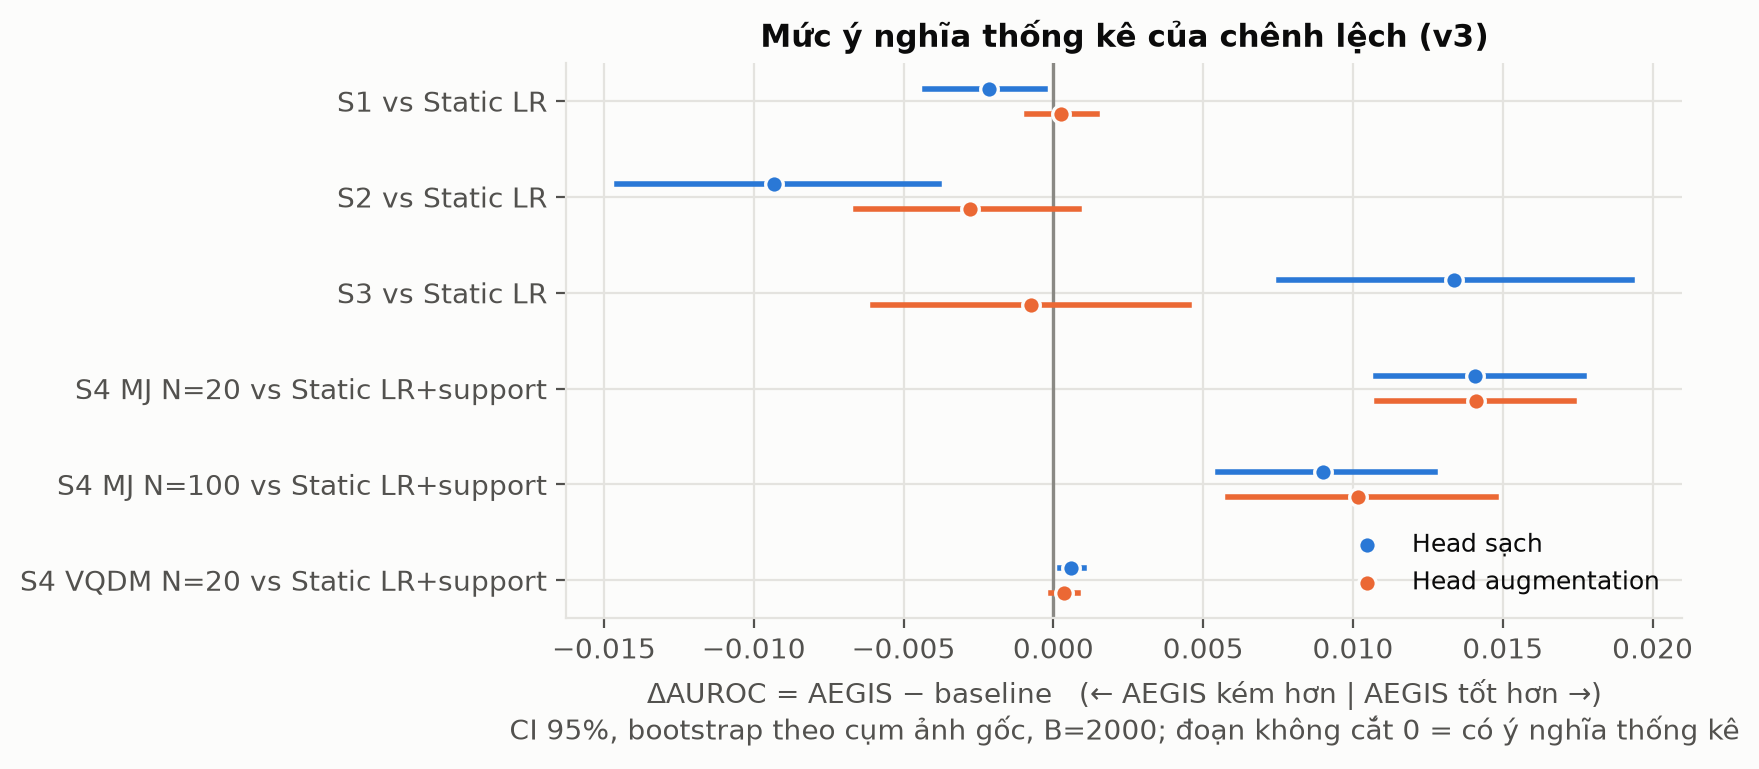 Mức ý nghĩa thống kê của chênh lệch (v3)
S1 vs Static LR
S2 vs Static LR
S3 vs Static LR
S4 MJ N=20 vs Static LR+support
S4 MJ N=100 vs Static LR+support
S4 VQDM N=20 vs Static LR+support
Head sạch
Head augmentation
−0.015 −0.010 −0.005 0.000 0.005 0.010 0.015 0.020
ΔAUROC = AEGIS − baseline (← AEGIS kém hơn | AEGIS tốt hơn →)
CI 95%, bootstrap theo cụm ảnh gốc, B=2000; đoạn không cắt 0 = có ý nghĩa thống kê